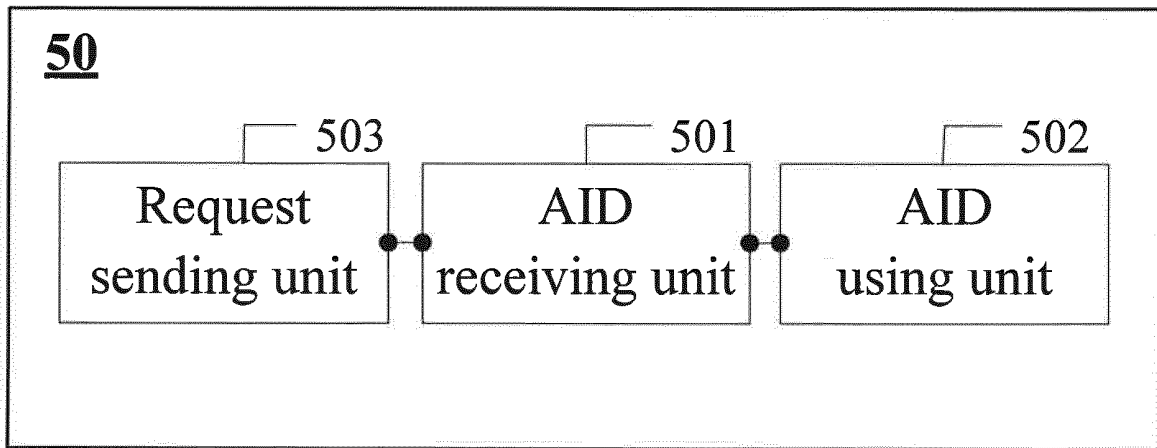 50
503
501
502
Request
sending unit
AID
receiving unit
AID
using unit